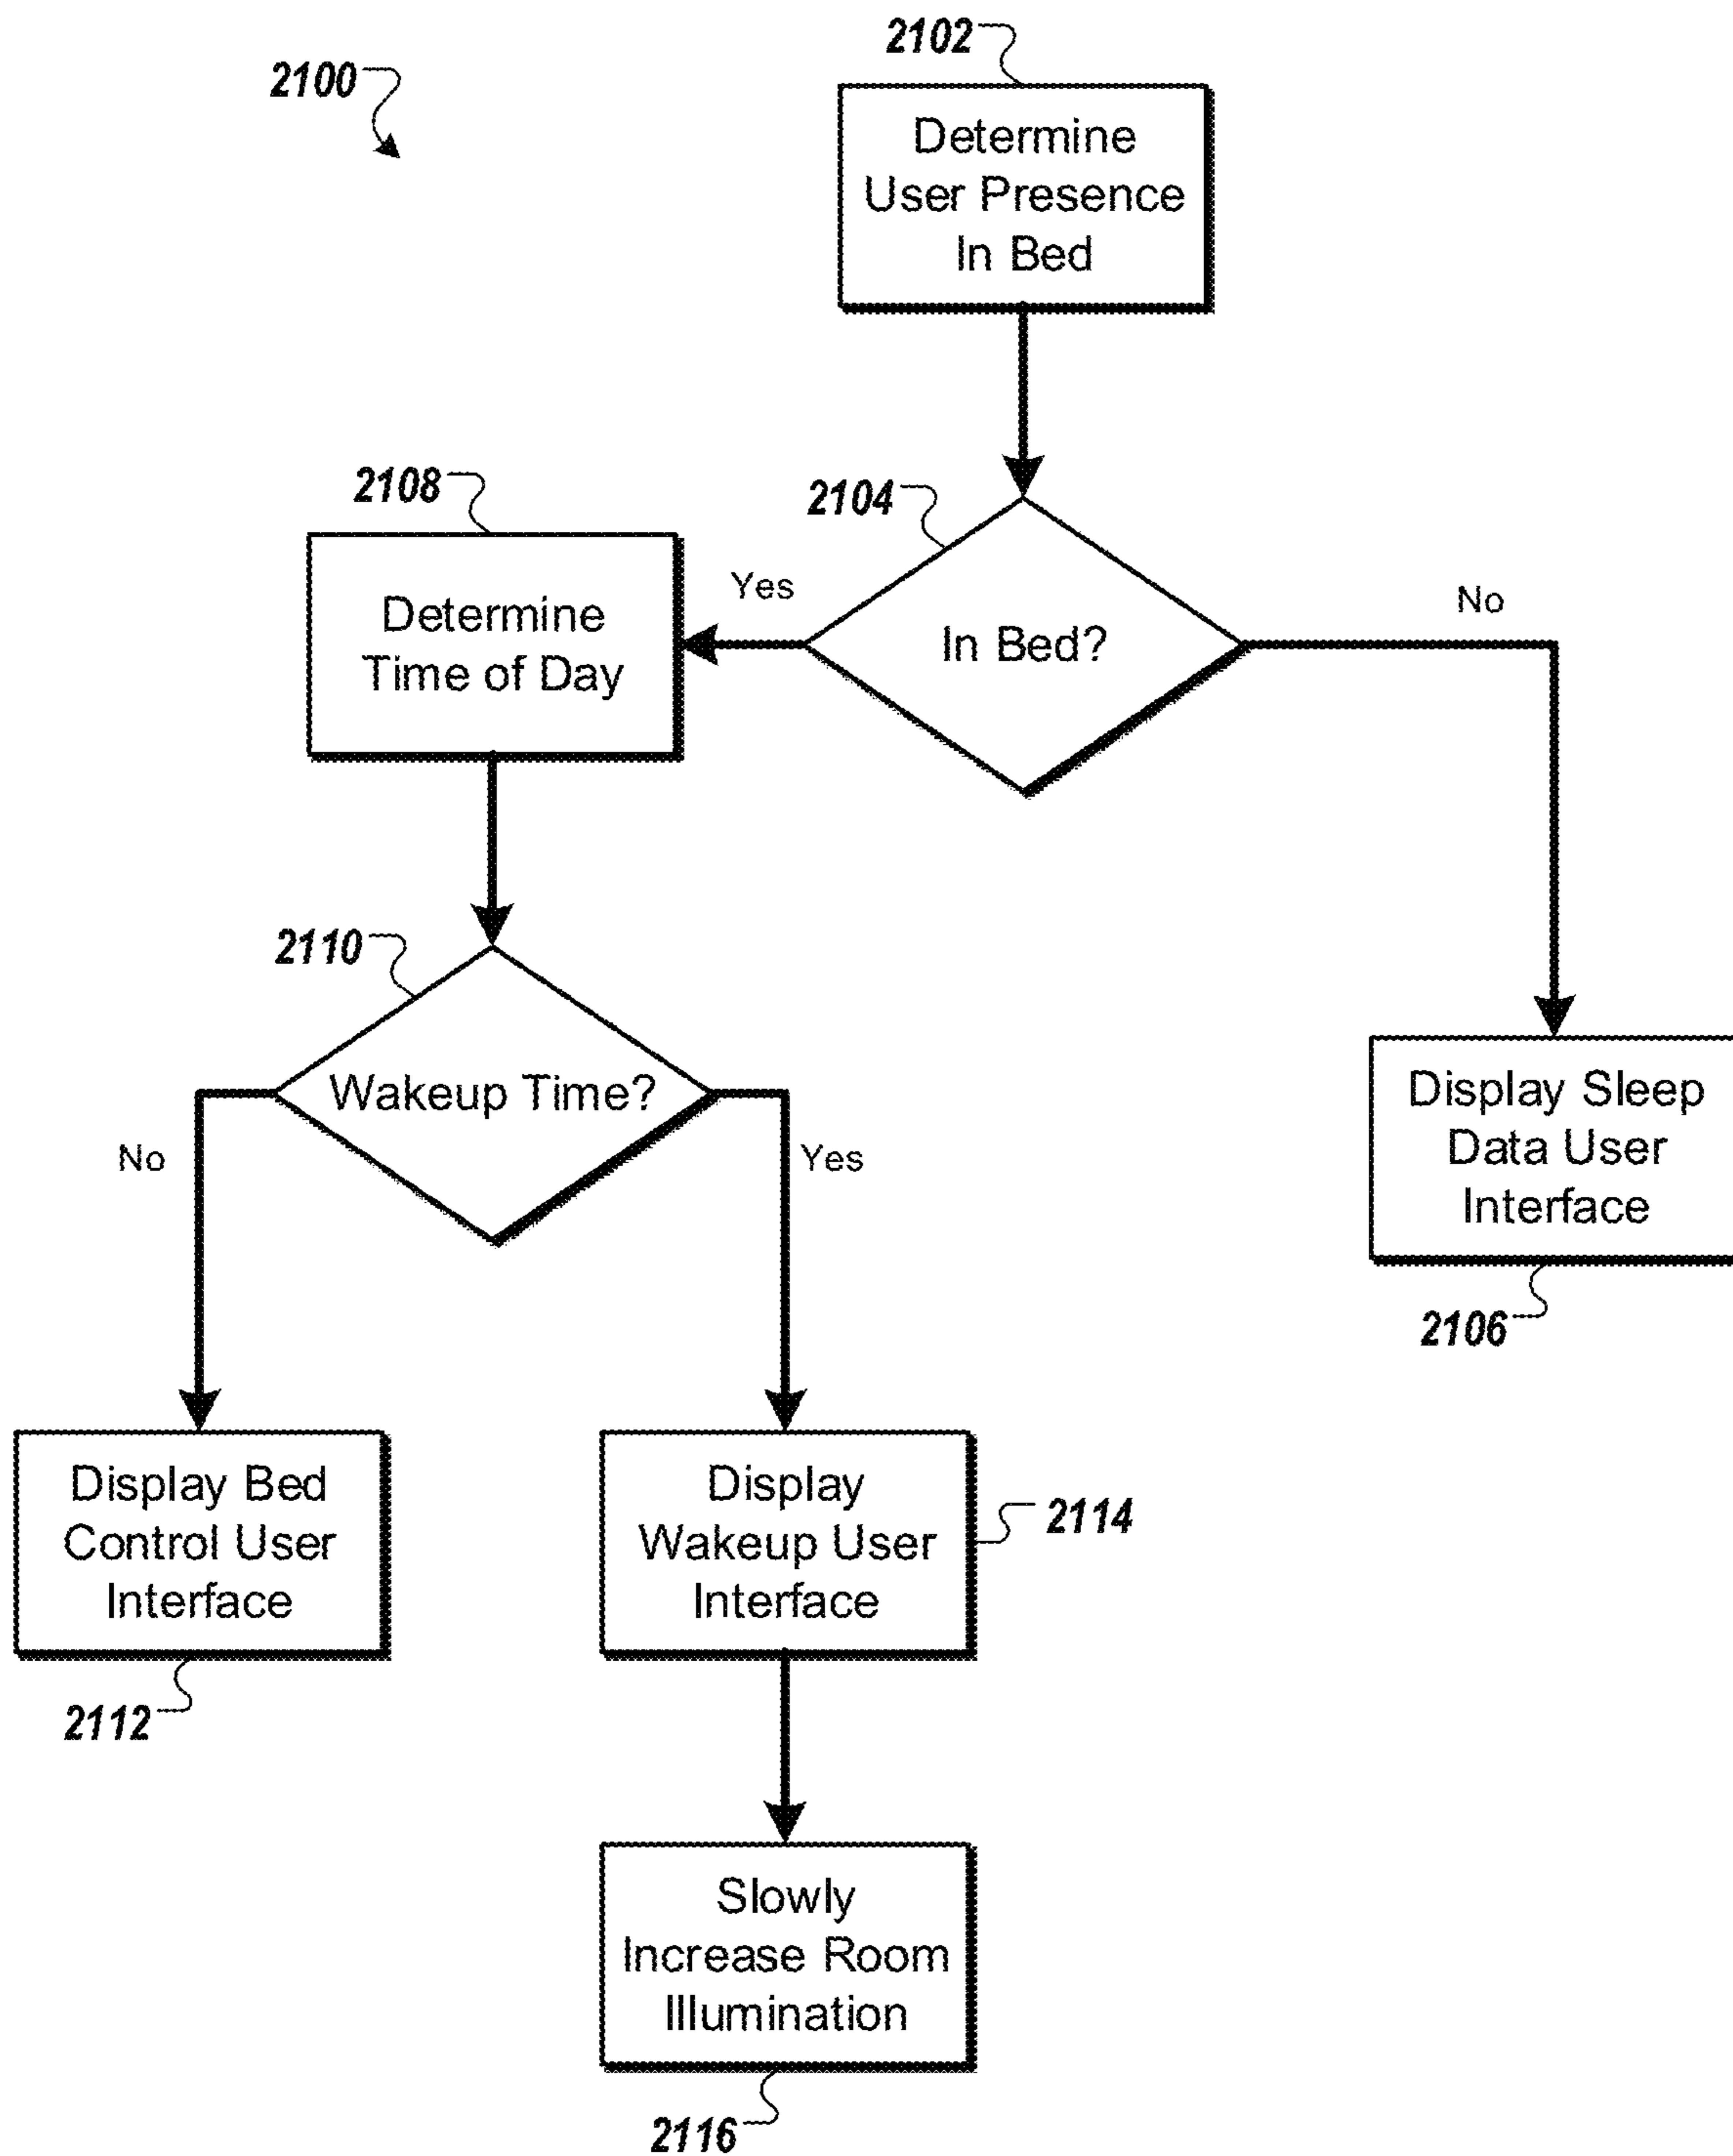 2102
2100
Determine
User Presence
In Bed
2108
2104
Determine
Time of Day
Yes
In Bed?
No
2110
Wakeup Time?
No
Yes
Display Sleep
Data User
Interface
2106
Display Bed
Control User
Interface
2112
Display
Wakeup User
Interface
2114
Slowly
Increase Room
Illumination
2116